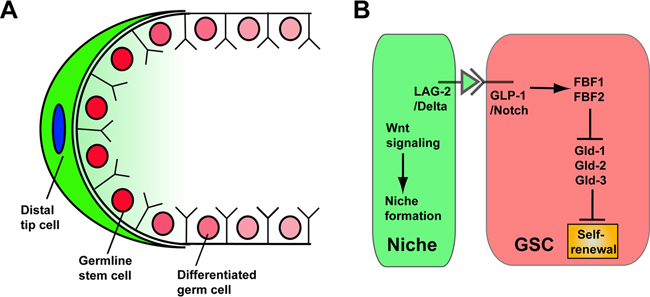 A
Distal
tip cell
Germline
stem cell
Differentiated
germ cell
B
LAG-2
/Delta
GLP-1
/Notch
FBF1
FBF2
Wnt
signaling
Gld-1
Gld-2
Gld-3
Niche
formation
Self-
renewal
Niche
GSC